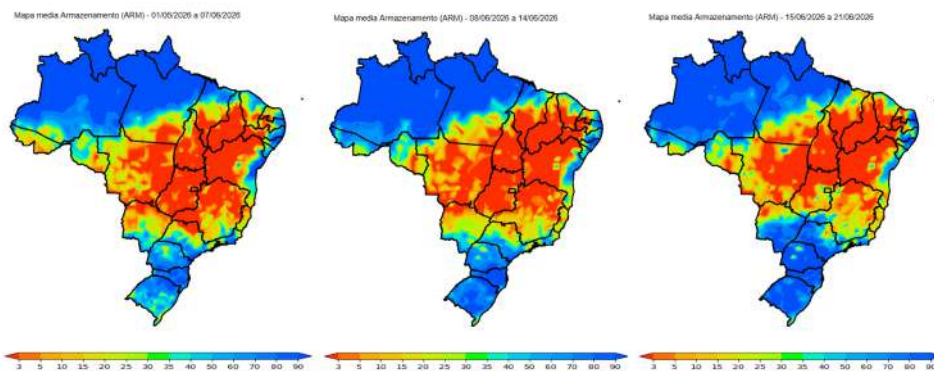 Mapa media Armazenamento (ARM) - 01/06/2026 a 07/06/2026
Mapa media Armazenamento (ARM) - 08/06/2026 a 14/06/2026
Mapa media Armazenamento (ARM) - 15/06/2026 a 21/06/2026
3 5 10 15 20 25 30 35 40 50 60 70 80 90
3 5 10 15 20 25 30 35 40 50 60 70 80 90
3 5 10 15 20 25 30 35 40 50 60 70 80 90